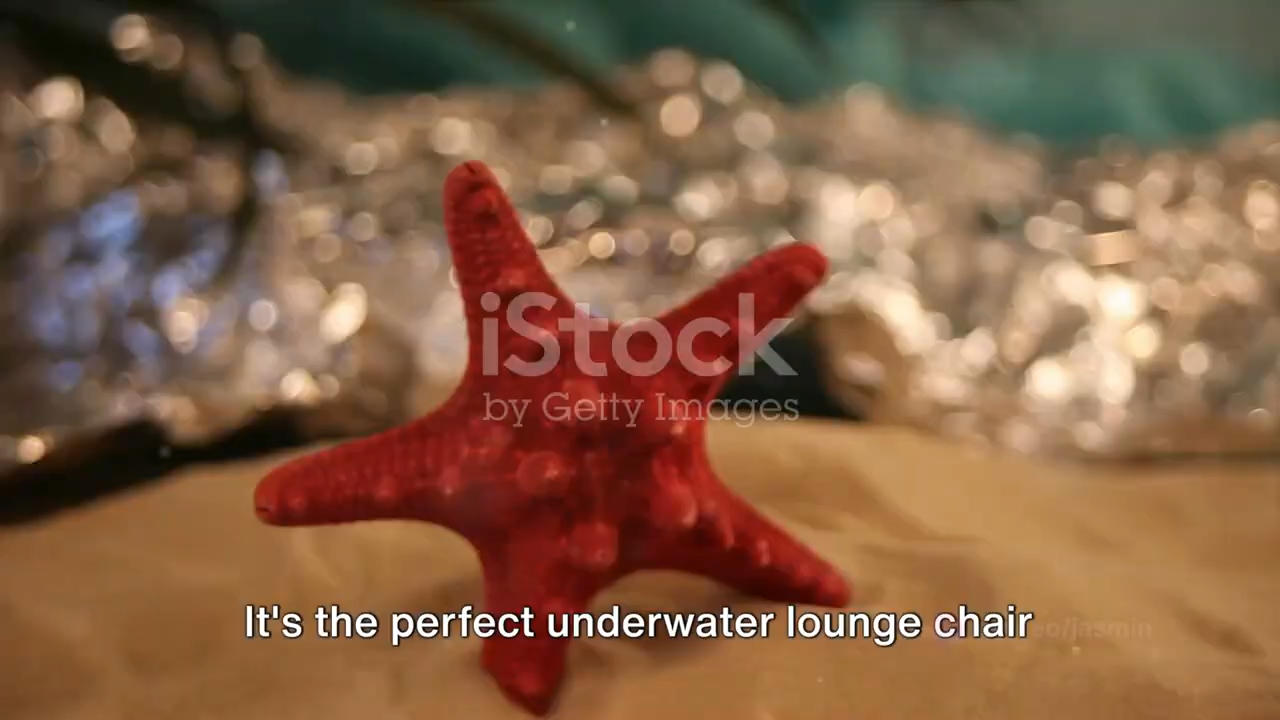 iStock
by Getty Images
It's the perfect underwater lounge chair